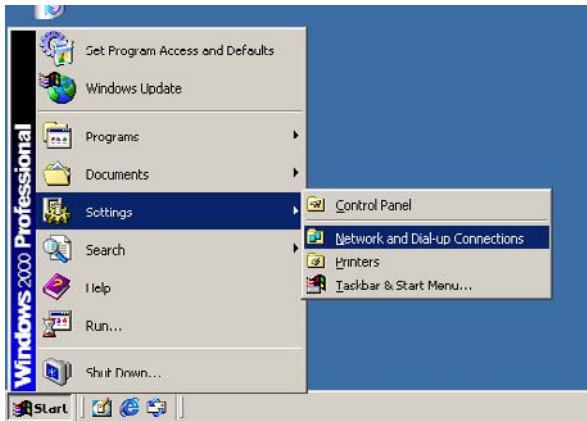 Set Program Access and Defaults
Windows Update
Programs
Documents
Settings
Search
Help
Run...
Shut Down...
Control Panel
Network and Dial-up Connections
Printers
Taskbar & Start Menu...
Windows 2000 Professional
Start